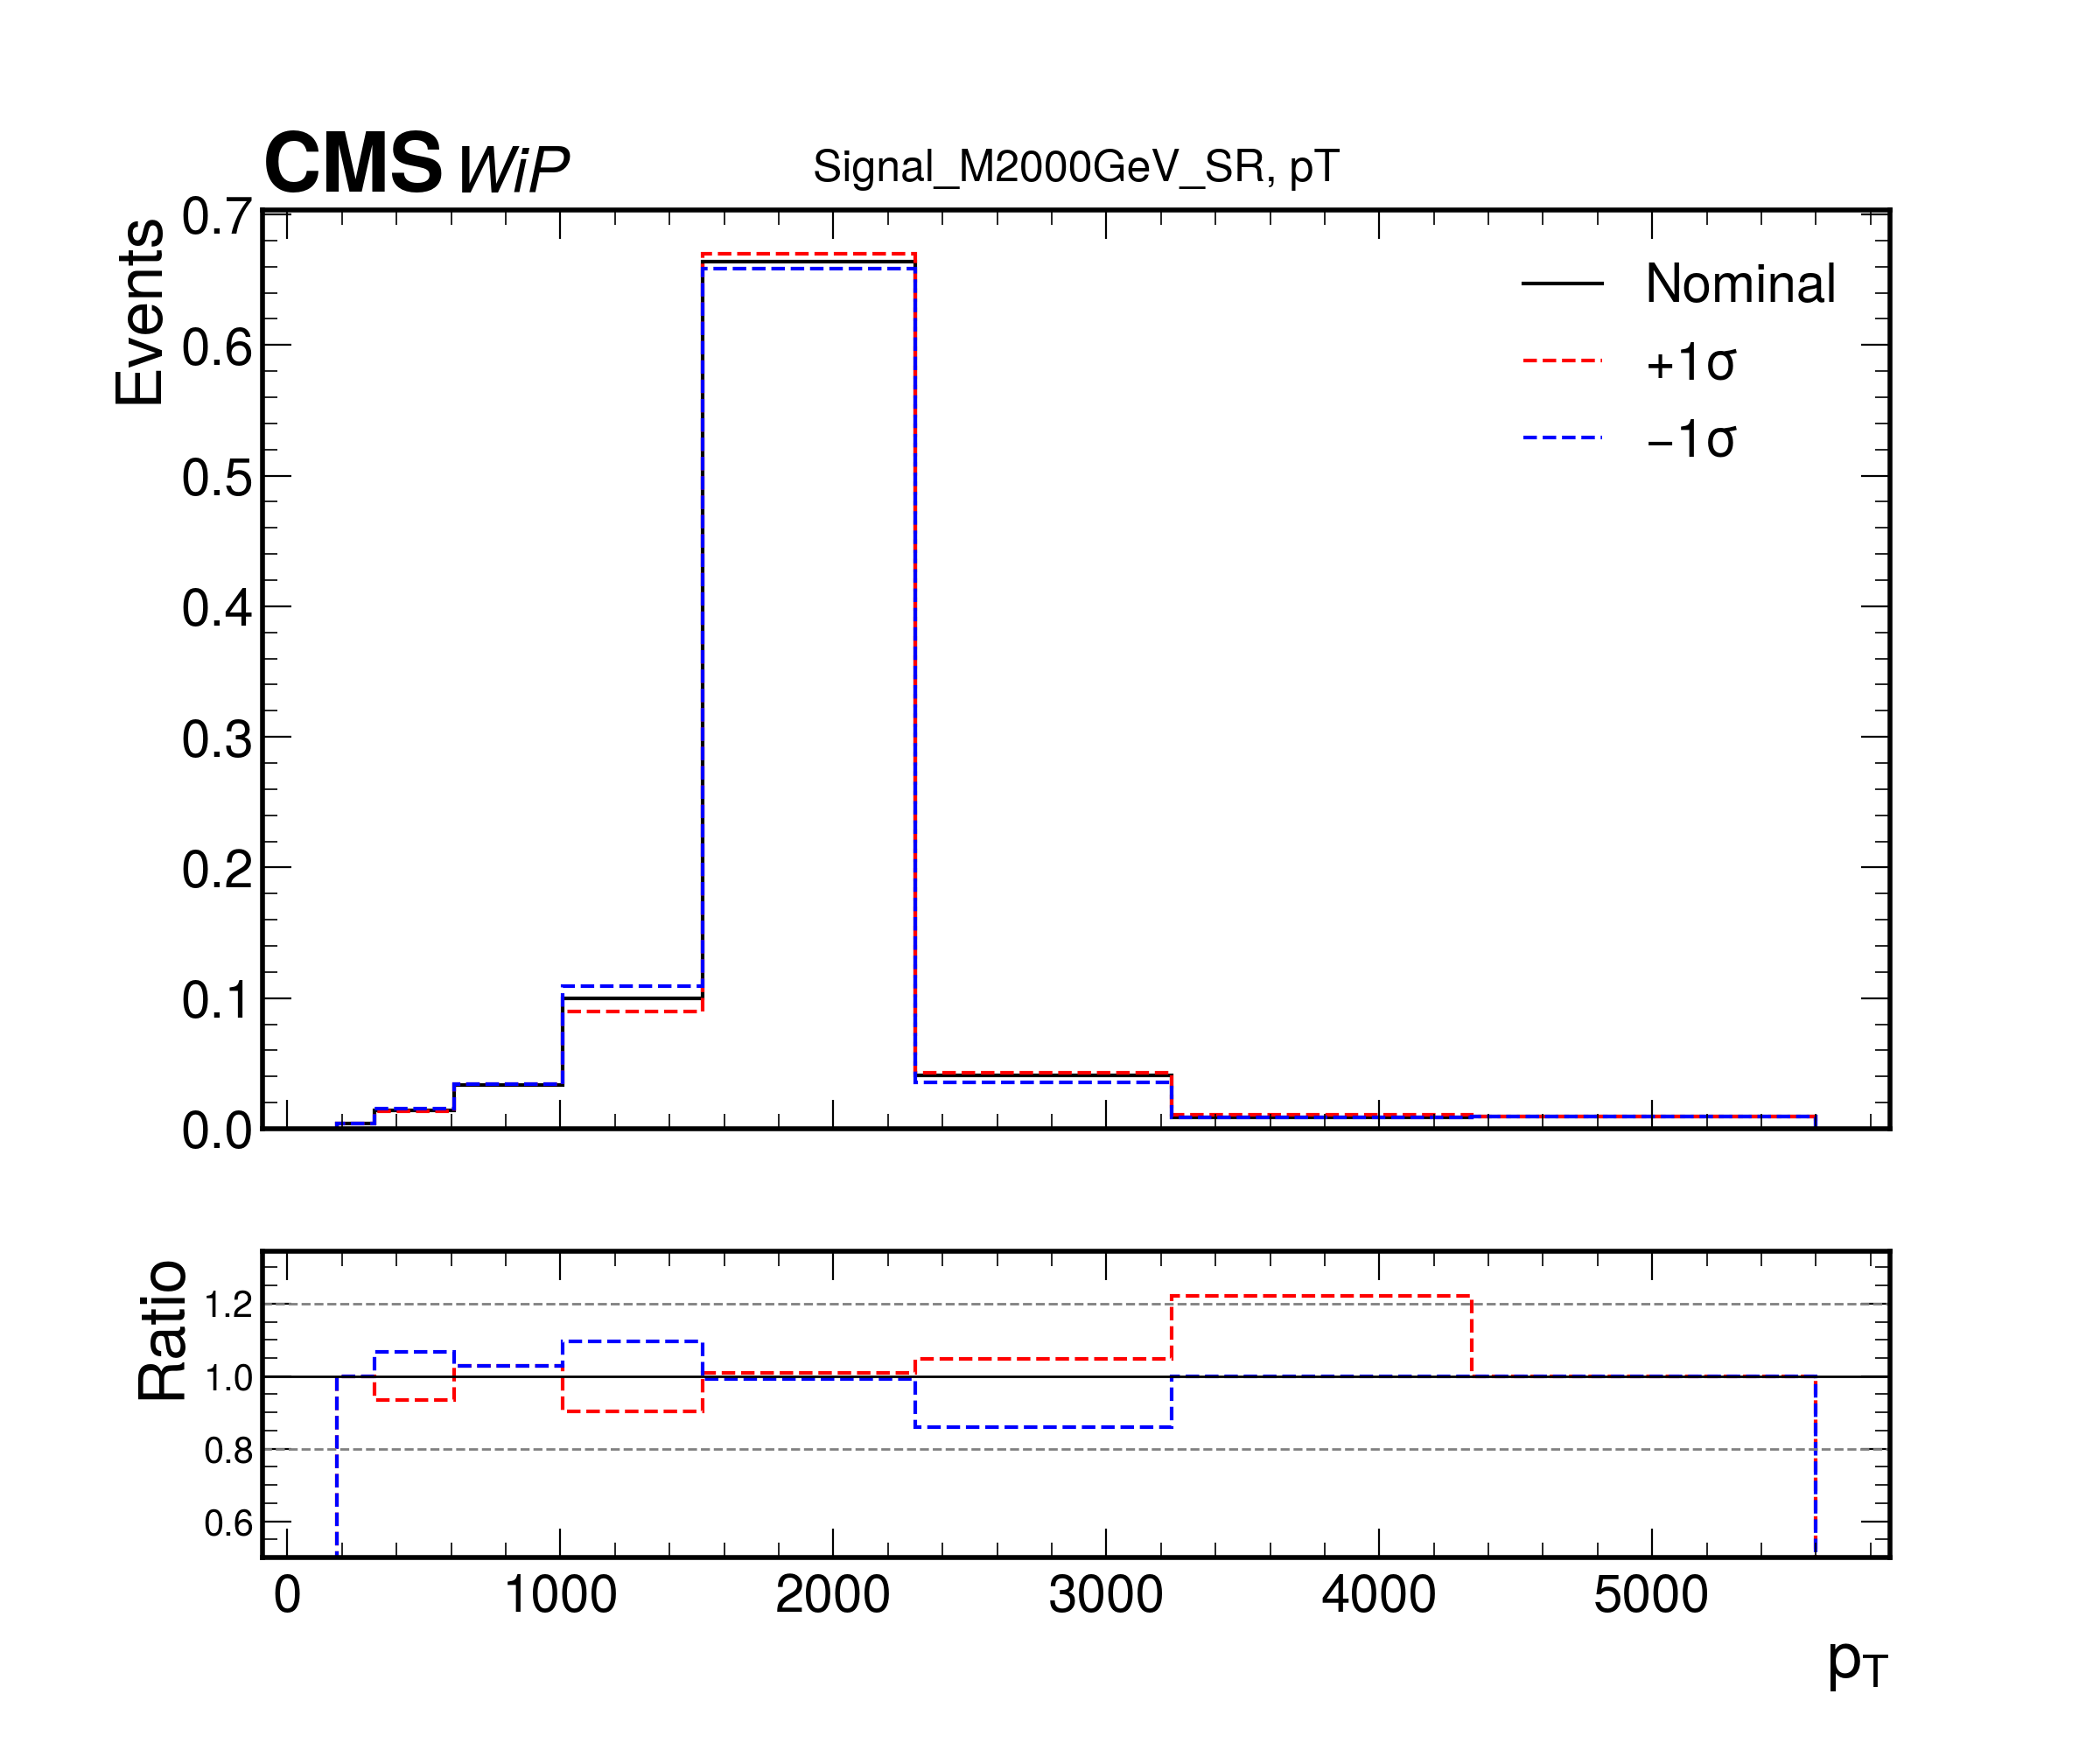 CMS WiP
Signal_M2000GeV_SR, pT
Events
0.7
0.6
0.5
0.4
0.3
0.2
0.1
0.0
Nominal
+1σ
−1σ
Ratio
1.2
1.0
0.8
0.6
0 1000 2000 3000 4000 5000
pT